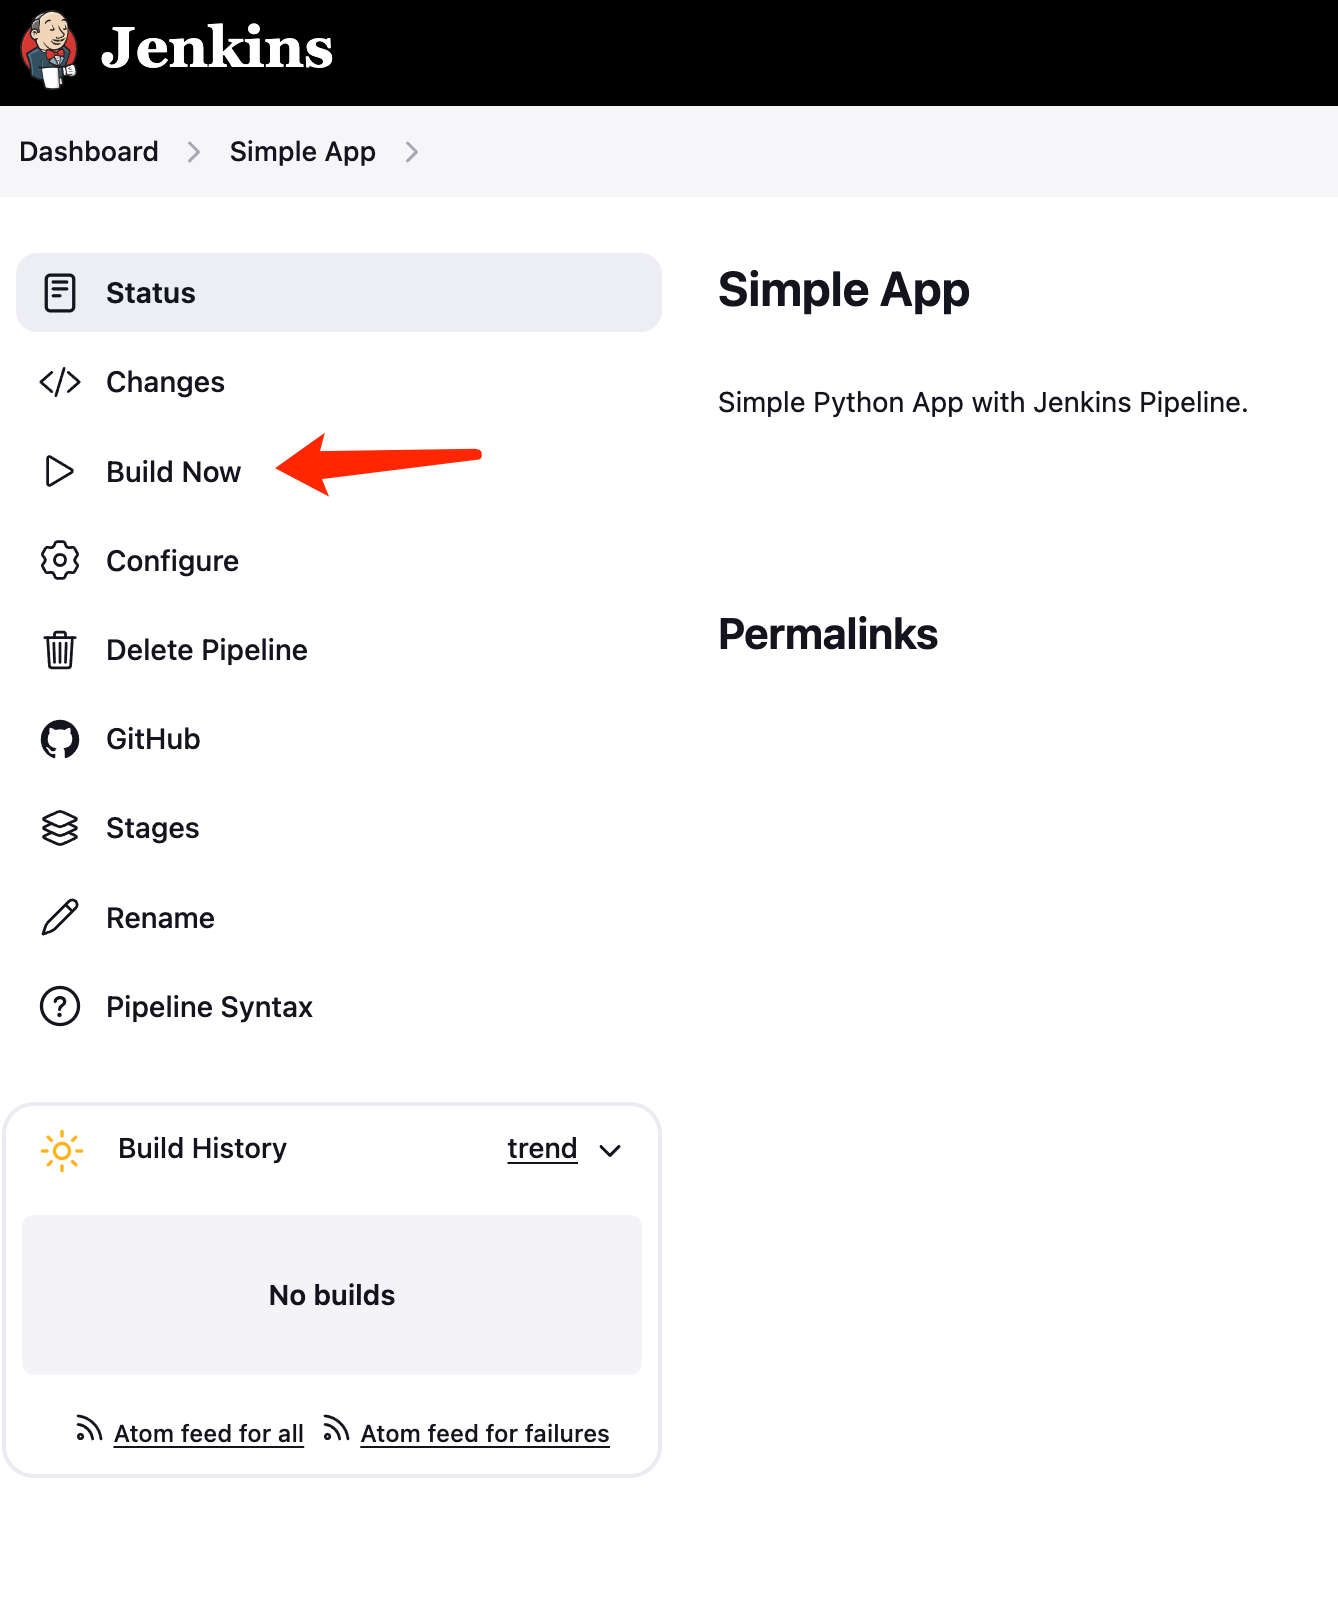 Jenkins
Dashboard Simple App
Status
Changes
Build Now
Configure
Delete Pipeline
GitHub
Stages
Rename
Pipeline Syntax
Build History trend
No builds
Atom feed for all Atom feed for failures
Simple App
Simple Python App with Jenkins Pipeline.
Permalinks